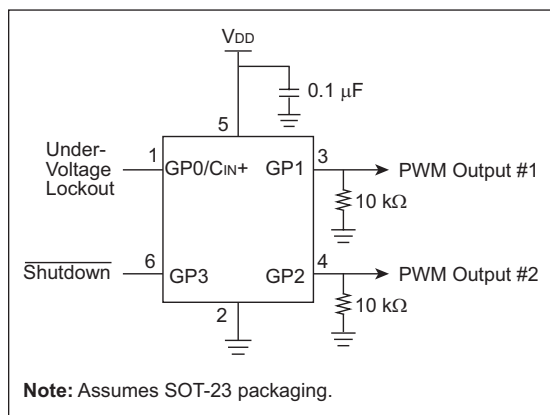 VDD
0.1 μF
5
Under-
Voltage
Lockout
1
GP0/CIN+
GP1
3
PWM Output #1
10 kΩ
Shutdown
6
GP3
GP2
4
PWM Output #2
10 kΩ
2
Note: Assumes SOT-23 packaging.